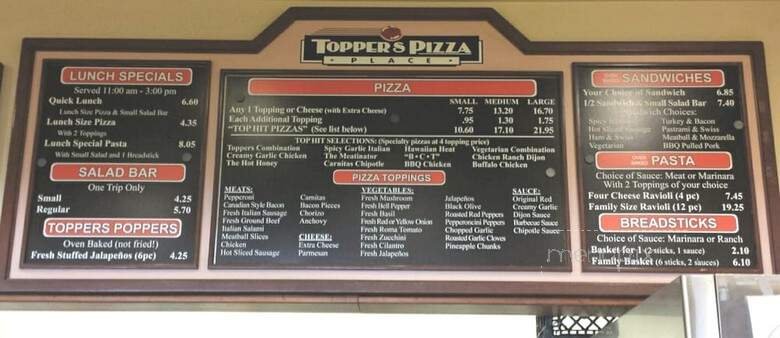 TOPPER'S PIZZA
• PLACE •
LUNCH SPECIALS
Served 11:00 am - 3:00 pm
Quick Lunch 6.60
Lunch Size Pizza & Small Salad Bar
Lunch Size Pizza 4.35
With 2 Toppings
Lunch Special Pasta 8.05
With Small Salad and 1 Breadstick
SALAD BAR
One Trip Only
Small 4.25
Regular 5.70
TOPPERS POPPERS
Oven Baked (not fried!)
Fresh Stuffed Jalapeños (6pc) 4.25
PIZZA
SMALL MEDIUM LARGE
Any 1 Topping or Cheese (with Extra Cheese) 7.75 13.20 16.70
Each Additional Topping .95 1.30 1.75
"TOP HIT PIZZAS" (See list below) 10.60 17.10 21.95
TOP HIT SELECTIONS: (Specialty pizzas at 4 topping price)
Toppers Combination Spicy Garlic Italian Hawaiian Heat Vegetarian Combination
Creamy Garlic Chicken The Meatinator "B•C•T" Chicken Ranch Dijon
The Hot Honey Carnitas Chipotle BBQ Chicken Buffalo Chicken
PIZZA TOPPINGS
MEATS:
Pepperoni
Canadian Style Bacon
Fresh Italian Sausage
Fresh Ground Beef
Italian Salami
Meatball Slices
Chicken
Hot Sliced Sausage
Carnitas
Bacon Pieces
Chorizo
Anchovy
CHEESE:
Extra Cheese
Parmesan
VEGETABLES:
Fresh Mushroom
Fresh Bell Pepper
Fresh Basil
Fresh Red or Yellow Onion
Fresh Roma Tomato
Fresh Zucchini
Fresh Cilantro
Fresh Jalapeños
Jalapeños
Black Olive
Roasted Red Peppers
Pepperoncini Peppers
Chopped Garlic
Roasted Garlic Cloves
Pineapple Chunks
SAUCE:
Original Red
Creamy Garlic
Dijon Sauce
Barbecue Sauce
Chipotle Sauce
OVEN BAKED SANDWICHES
Your Choice of Sandwich 6.85
1/2 Sandwich & Small Salad Bar 7.40
Sandwich Choices:
Spicy Turkey & Bacon
Hot Sliced Sausage Pastrami & Swiss
Ham & Swiss Meatball & Mozzarella
Vegetarian BBQ Pulled Pork
OVEN BAKED PASTA
Choice of Sauce: Meat or Marinara
With 2 Toppings of your choice
Four Cheese Ravioli (4 pc) 7.45
Family Size Ravioli (12 pc) 19.25
BREADSTICKS
Choice of Sauce: Marinara or Ranch
Basket for 1 (2 sticks, 1 sauce) 2.10
Family Basket (6 sticks, 2 sauces) 6.10